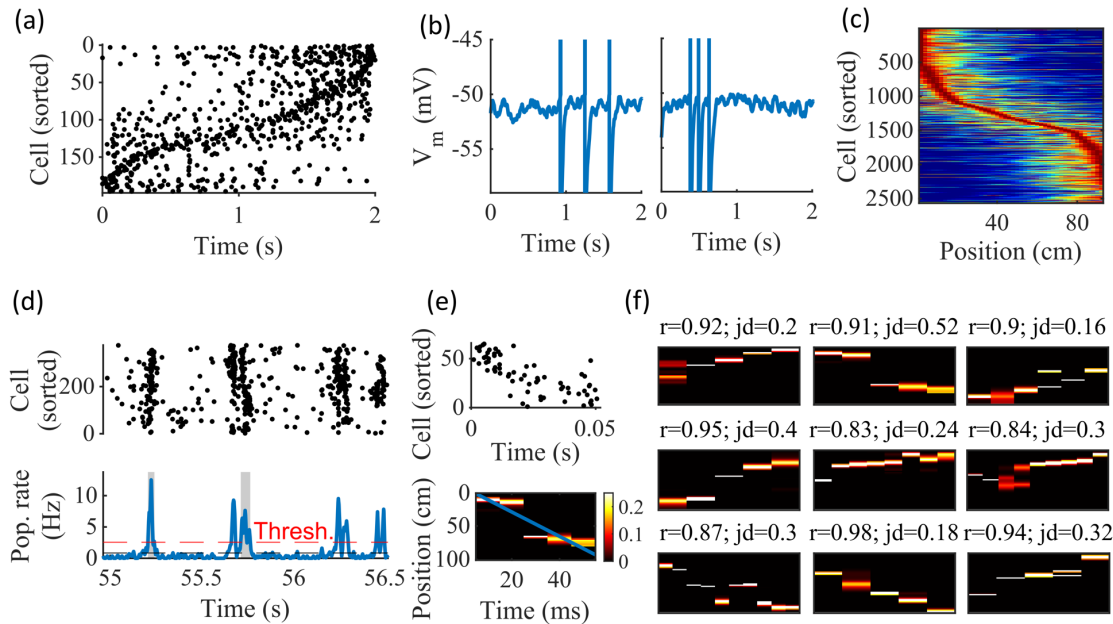 (a)
0
50
100
150
Cell (sorted)
0 1 2
Time (s)
(b)
-45
-50
-55
V_m (mV)
0 1 2 0 1 2
Time (s) Time (s)
(c)
500
1000
1500
2000
2500
Cell (sorted)
40 80
Position (cm)
(d)
200
0
Cell
(sorted)
10
5
0
Pop. rate
(Hz)
Thresh.
55 55.5 56 56.5
Time (s)
(e)
50
0
Cell (sorted)
0 0.05
Time (s)
0
50
100
Position (cm)
0.2
0.1
0
20 40
Time (ms)
(f)
r=0.92; jd=0.2 r=0.91; jd=0.52 r=0.9; jd=0.16
r=0.95; jd=0.4 r=0.83; jd=0.24 r=0.84; jd=0.3
r=0.87; jd=0.3 r=0.98; jd=0.18 r=0.94; jd=0.32